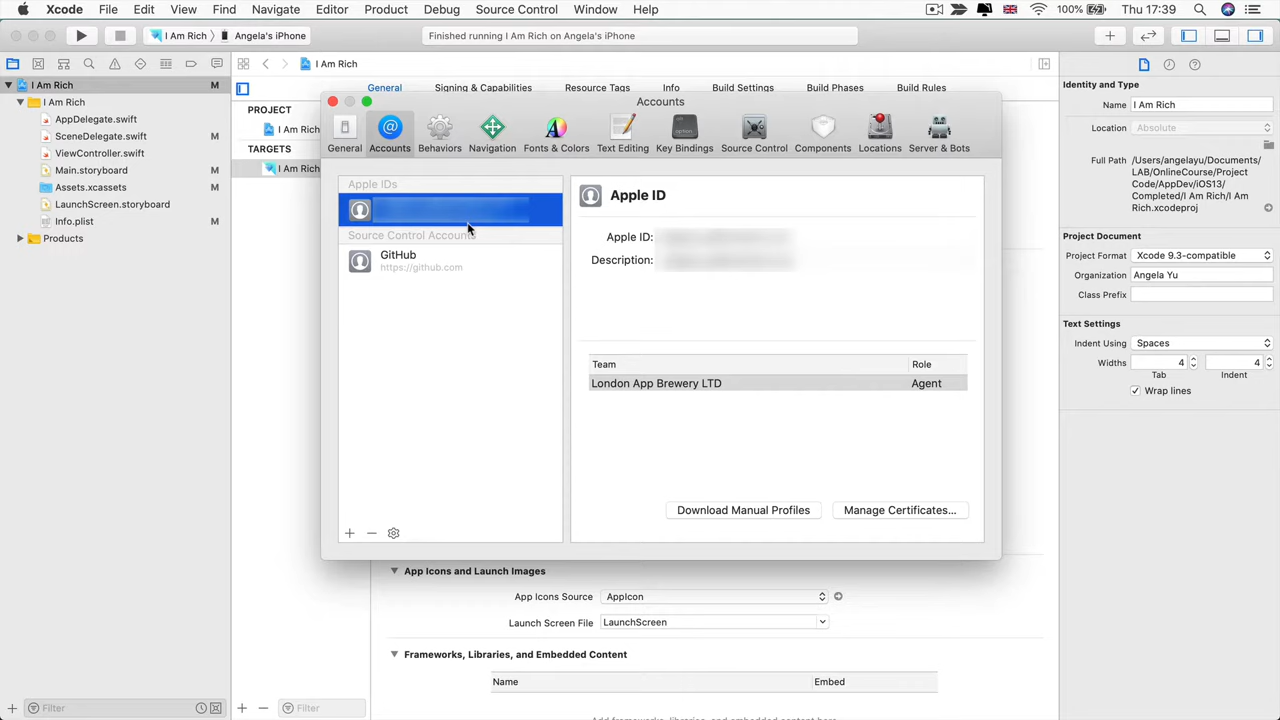 Xcode File Edit View Find Navigate Editor Product Debug Source Control Window Help 100% Thu 17:39
I Am Rich Angela's iPhone
Finished running I Am Rich on Angela's iPhone
I Am Rich M
I Am Rich
AppDelegate.swift
SceneDelegate.swift M
ViewController.swift M
Main.storyboard M
Assets.xcassets M
LaunchScreen.storyboard
Info.plist M
Products
Filter
I Am Rich
General Signing & Capabilities Resource Tags Info Build Settings Build Phases Build Rules
PROJECT
I Am Rich
TARGETS
I Am Rich
Filter
Accounts
General Accounts Behaviors Navigation Fonts & Colors Text Editing Key Bindings Source Control Components Locations Server & Bots
option
Apple IDs
Source Control Accounts
GitHub
https://github.com
Apple ID
Apple ID:
Description:
Team Role
London App Brewery LTD Agent
Download Manual Profiles Manage Certificates...
App Icons and Launch Images
App Icons Source AppIcon
Launch Screen File LaunchScreen
Frameworks, Libraries, and Embedded Content
Name Embed
Add frameworks, libraries, and embedded content here
Identity and Type
Name I Am Rich
Location Absolute
Full Path /Users/angelayu/Documents/
LAB/OnlineCourse/Project
Code/AppDev/iOS13/
Completed/I Am Rich/I Am
Rich.xcodeproj
Project Document
Project Format Xcode 9.3-compatible
Organization Angela Yu
Class Prefix
Text Settings
Indent Using Spaces
Widths 4 4
Tab Indent
Wrap lines